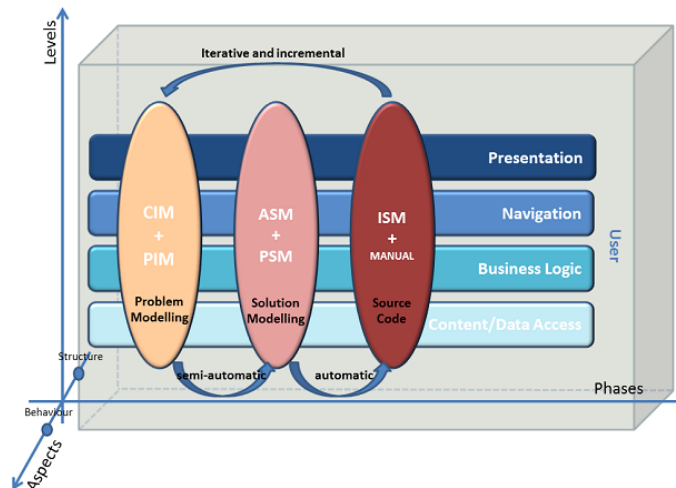 Levels
Iterative and incremental
Presentation
Navigation
Business Logic
Content/Data Access
User
CIM
+
PIM
Problem
Modelling
ASM
+
PSM
Solution
Modelling
ISM
+
MANUAL
Source
Code
semi-automatic
automatic
Structure
Behaviour
Aspects
Phases